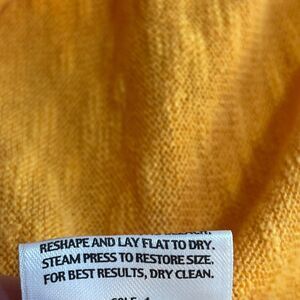 RESHAPE AND LAY FLAT TO DRY.
STEAM PRESS TO RESTORE SIZE.
FOR BEST RESULTS, DRY CLEAN.